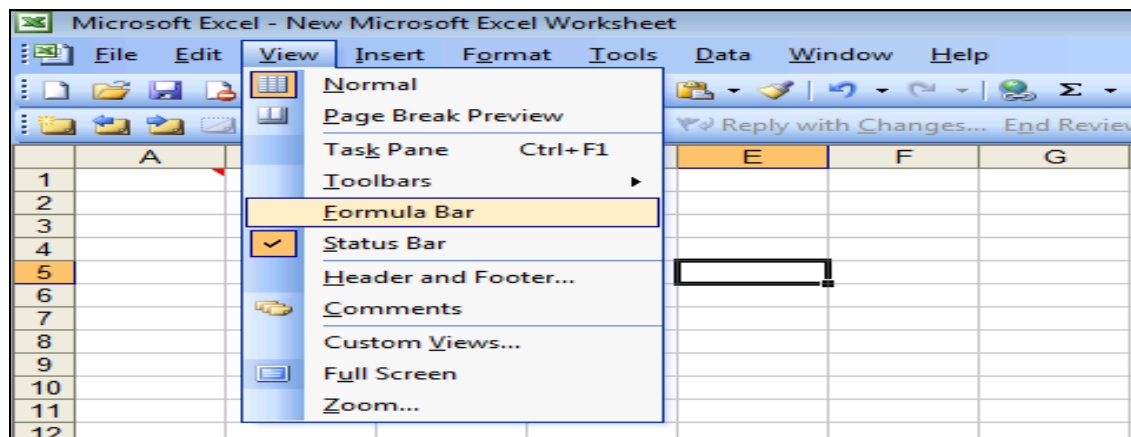 Microsoft Excel - New Microsoft Excel Worksheet
File Edit View Insert Format Tools Data Window Help
Normal
Σ
Page Break Preview
Reply with Changes... End Review
Task Pane Ctrl+F1
A E F G
1
Toolbars
2
Formula Bar
3
Status Bar
4
5
Header and Footer...
6
Comments
7
8
Custom Views...
9
Full Screen
10
Zoom...
11
12